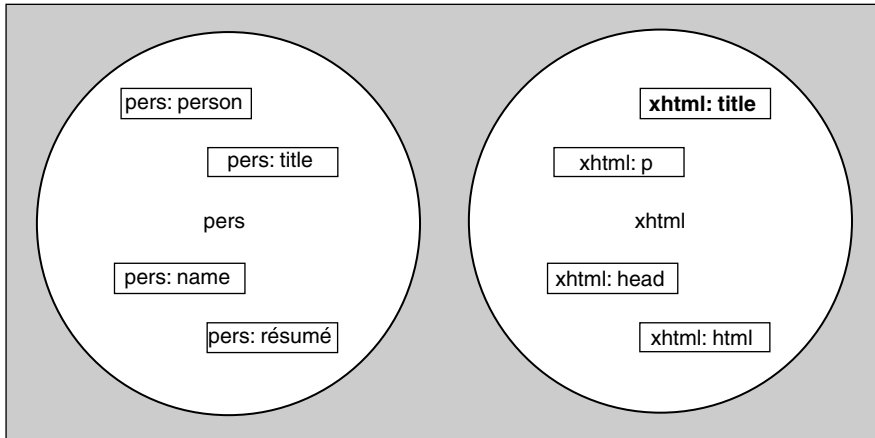 pers: person
pers: title
pers
pers: name
pers: résumé
xhtml: title
xhtml: p
xhtml
xhtml: head
xhtml: html